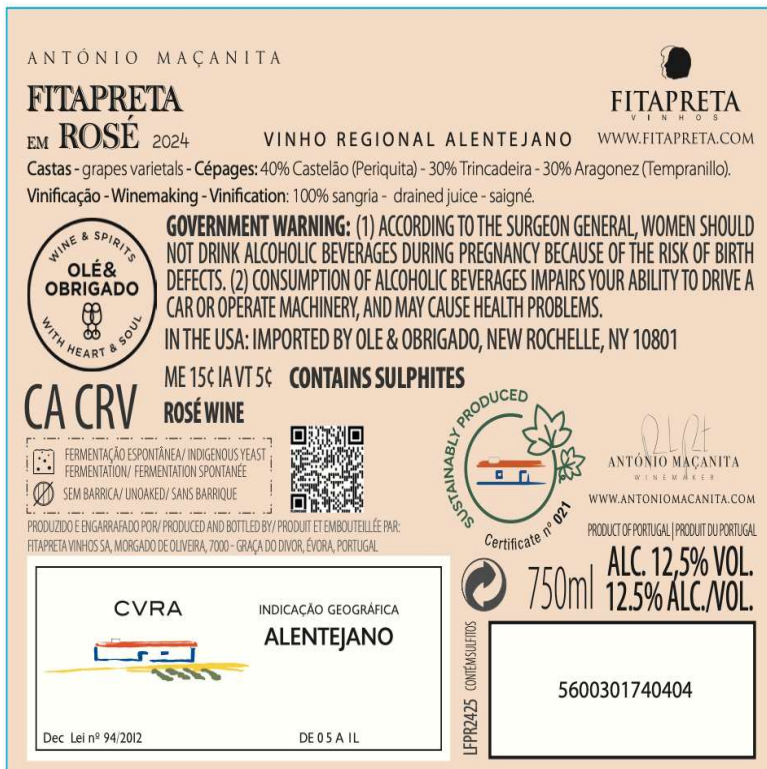 ANTÓNIO MAÇANITA
FITAPRETA
EM ROSÉ 2024
VINHO REGIONAL ALENTEJANO
FITAPRETA
VINHOS
WWW.FITAPRETA.COM
Castas - grapes varietals - Cépages: 40% Castelão (Periquita) - 30% Trincadeira - 30% Aragonez (Tempranillo).
Vinificação - Winemaking - Vinification: 100% sangria - drained juice - saigné.
WINE & SPIRITS
OLÉ&
OBRIGADO
WITH HEART & SOUL
GOVERNMENT WARNING: (1) ACCORDING TO THE SURGEON GENERAL, WOMEN SHOULD
NOT DRINK ALCOHOLIC BEVERAGES DURING PREGNANCY BECAUSE OF THE RISK OF BIRTH
DEFECTS. (2) CONSUMPTION OF ALCOHOLIC BEVERAGES IMPAIRS YOUR ABILITY TO DRIVE A
CAR OR OPERATE MACHINERY, AND MAY CAUSE HEALTH PROBLEMS.
IN THE USA: IMPORTED BY OLE & OBRIGADO, NEW ROCHELLE, NY 10801
ME 15¢ IA VT 5¢ CONTAINS SULPHITES
CA CRV
ROSÉ WINE
FERMENTAÇÃO ESPONTÂNEA/ INDIGENOUS YEAST
FERMENTATION/ FERMENTATION SPONTANÉE
SEM BARRICA/ UNOAKED/ SANS BARRIQUE
SUSTAINABLY PRODUCED
Certificate nº 021
ANTÓNIO MAÇANITA
WINEMAKER
WWW.ANTONIOMACANITA.COM
PRODUZIDO E ENGARRAFADO POR/ PRODUCED AND BOTTLED BY/ PRODUIT ET EMBOUTEILLÉE PAR:
FITAPRETA VINHOS SA, MORGADO DE OLIVEIRA, 7000 - GRAÇA DO DIVOR, ÉVORA, PORTUGAL
PRODUCT OF PORTUGAL | PRODUIT DU PORTUGAL
750ml
ALC. 12,5% VOL.
12.5% ALC./VOL.
CVRA
INDICAÇÃO GEOGRÁFICA
ALENTEJANO
Dec Lei nº 94/2012
DE 0 5 A 1L
LFPR2425 CONTÉM SULFITOS
5600301740404